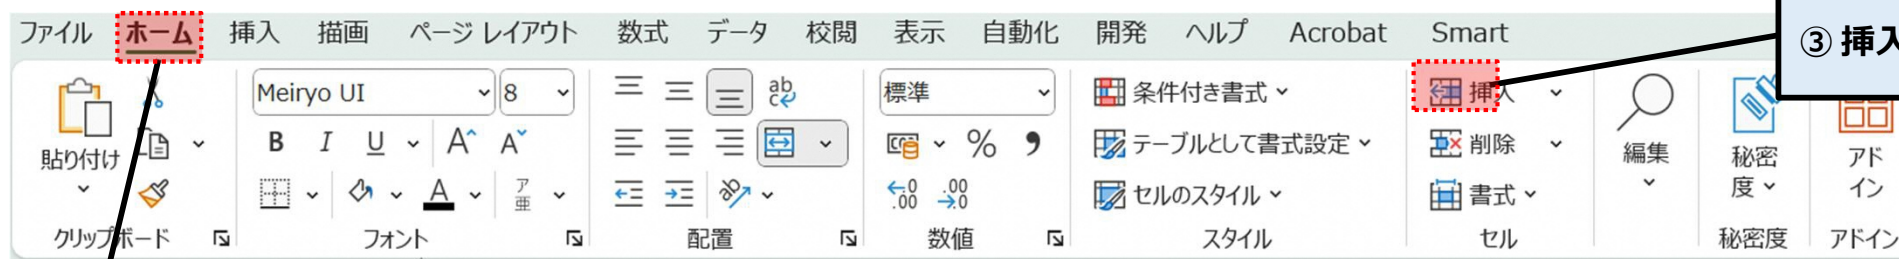 ファイル ホーム 挿入 描画 ページ レイアウト 数式 データ 校閲 表示 自動化 開発 ヘルプ Acrobat Smart
③ 挿入
貼り付け
クリップボード
Meiryo UI 8
B I U A A
A ア亜
フォント
ab
c
配置
標準
%
.00 .00
数値
条件付き書式
テーブルとして書式設定
セルのスタイル
スタイル
挿入
削除
書式
セル
編集
秘密
度
秘密度
アド
イン
アドイン